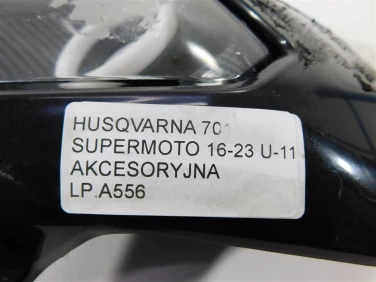 HUSQVARNA 701
SUPERMOTO 16-23 U-11
AKCESORYJNA
LP.A556